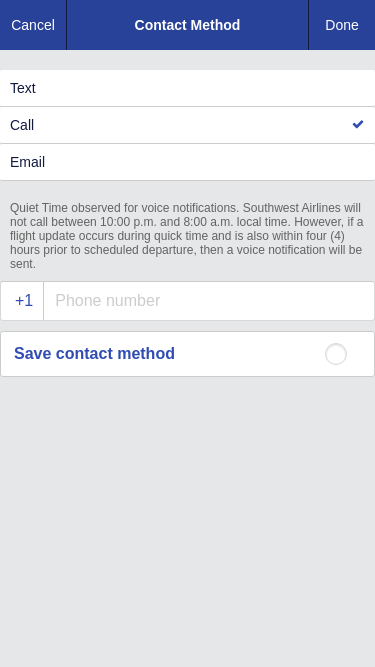 Cancel
Contact Method
Done
Text
Call
Email
Quiet Time observed for voice notifications. Southwest Airlines will
not call between 10:00 p.m. and 8:00 a.m. local time. However, if a
flight update occurs during quick time and is also within four (4)
hours prior to scheduled departure, then a voice notification will be
sent.
+1
Phone number
Save contact method